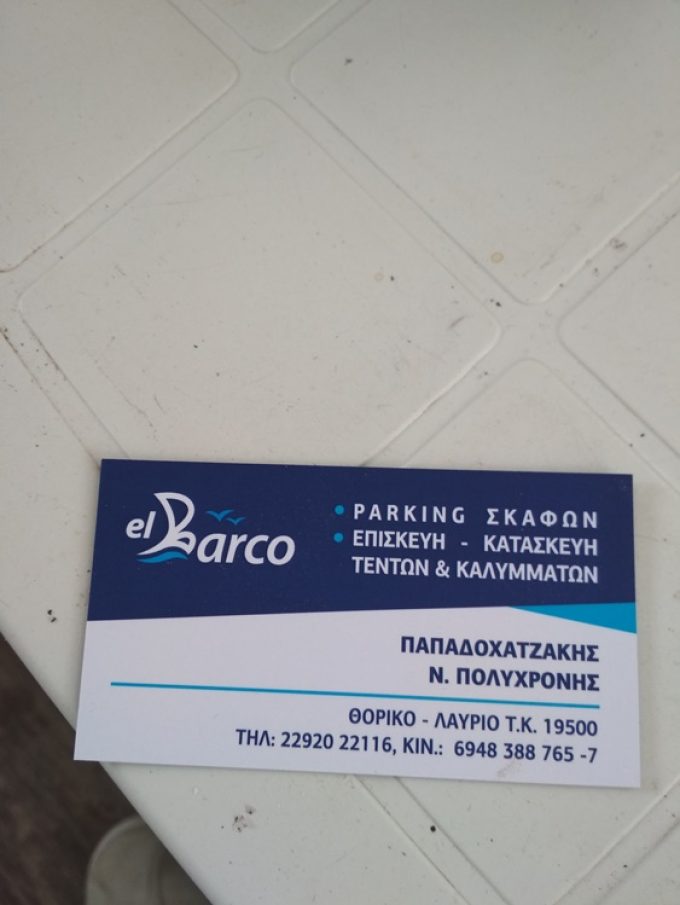 el Barco
• PARKING ΣΚΑΦΩΝ
• ΕΠΙΣΚΕΥΗ - ΚΑΤΑΣΚΕΥΗ
ΤΕΝΤΩΝ & ΚΑΛΥΜΜΑΤΩΝ
ΠΑΠΑΔΟΧΑΤΖΑΚΗΣ
Ν. ΠΟΛΥΧΡΟΝΗΣ
ΘΟΡΙΚΟ - ΛΑΥΡΙΟ Τ.Κ. 19500
ΤΗΛ: 22920 22116, ΚΙΝ.: 6948 388 765 -7